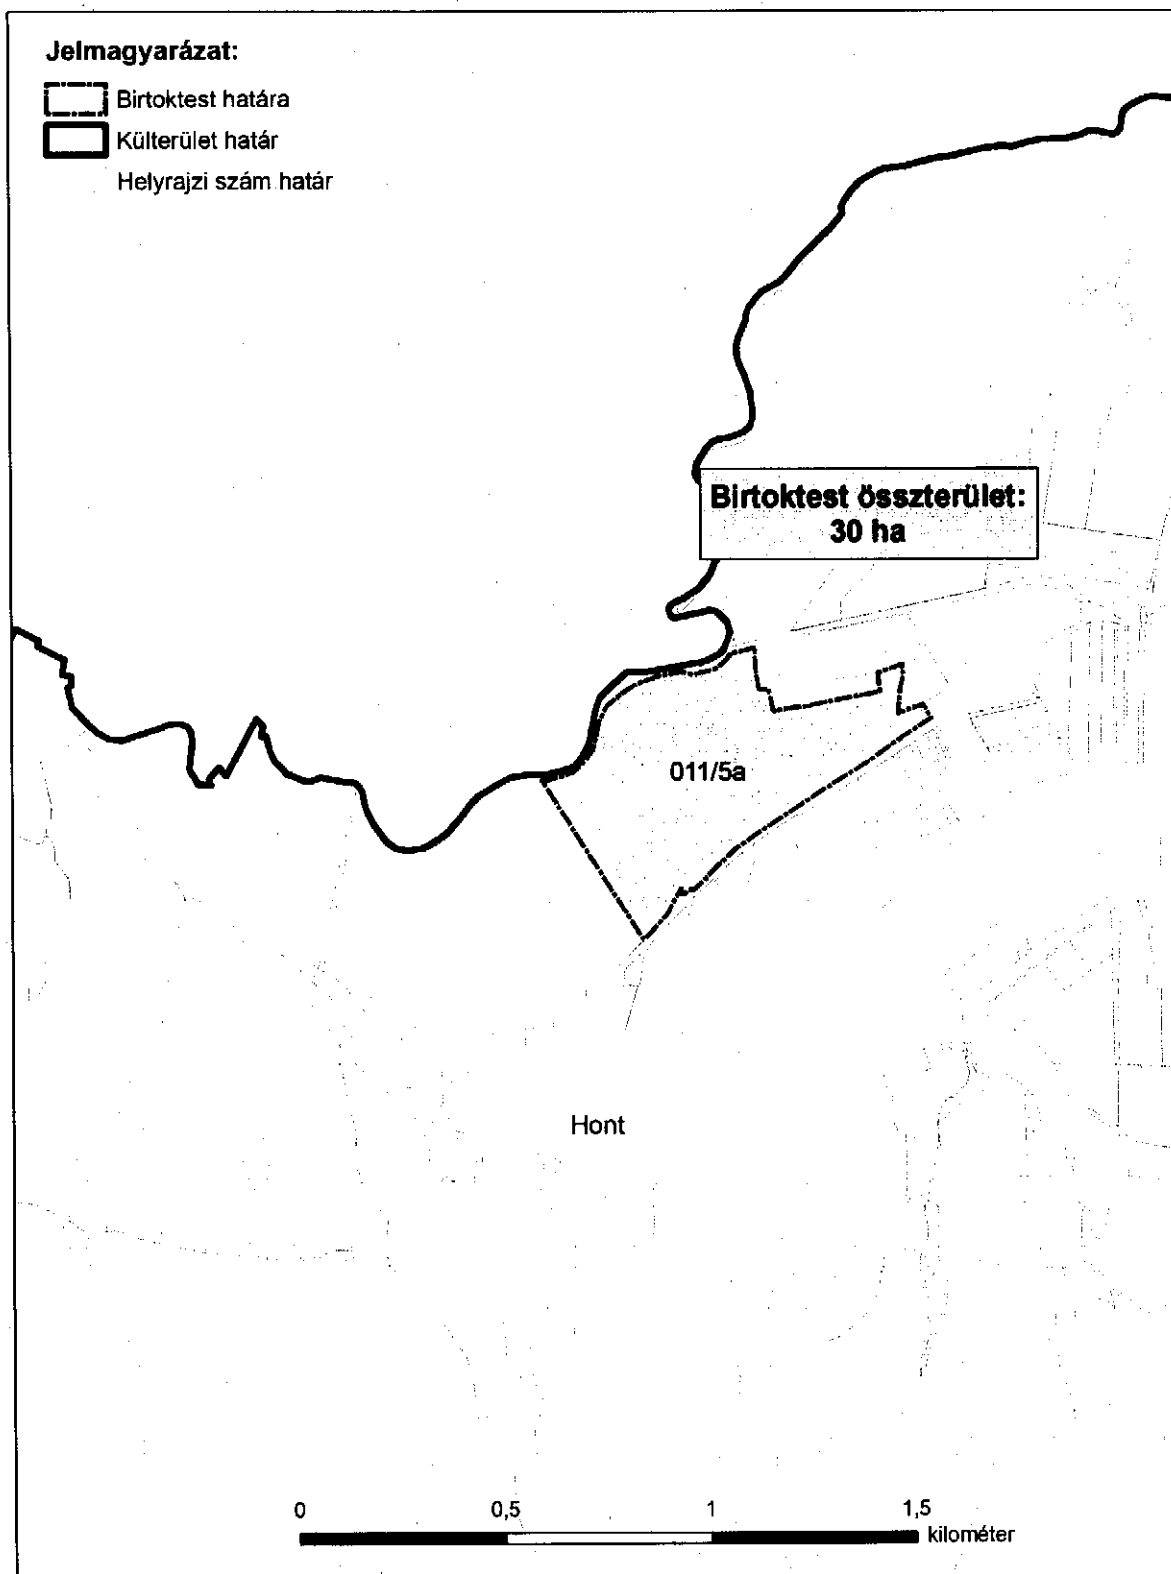 Jelmagyarázat:
Birtoktest határa
Külterület határ
Helyrajzi szám határ
Birtoktest összterület:
30 ha
011/5a
Hont
0 0,5 1 1,5
kilométer